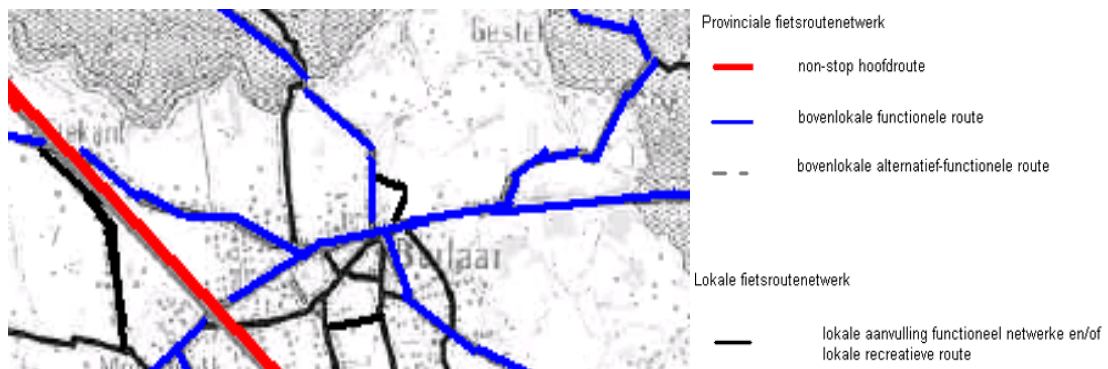 Provinciale fietsroutenetwerk
non-stop hoofdroute
bovenlokale functionele route
bovenlokale alternatief-functionele route
Lokale fietsroutenetwerk
lokale aanvulling functioneel netwerke en/of
lokale recreatieve route
Gestel